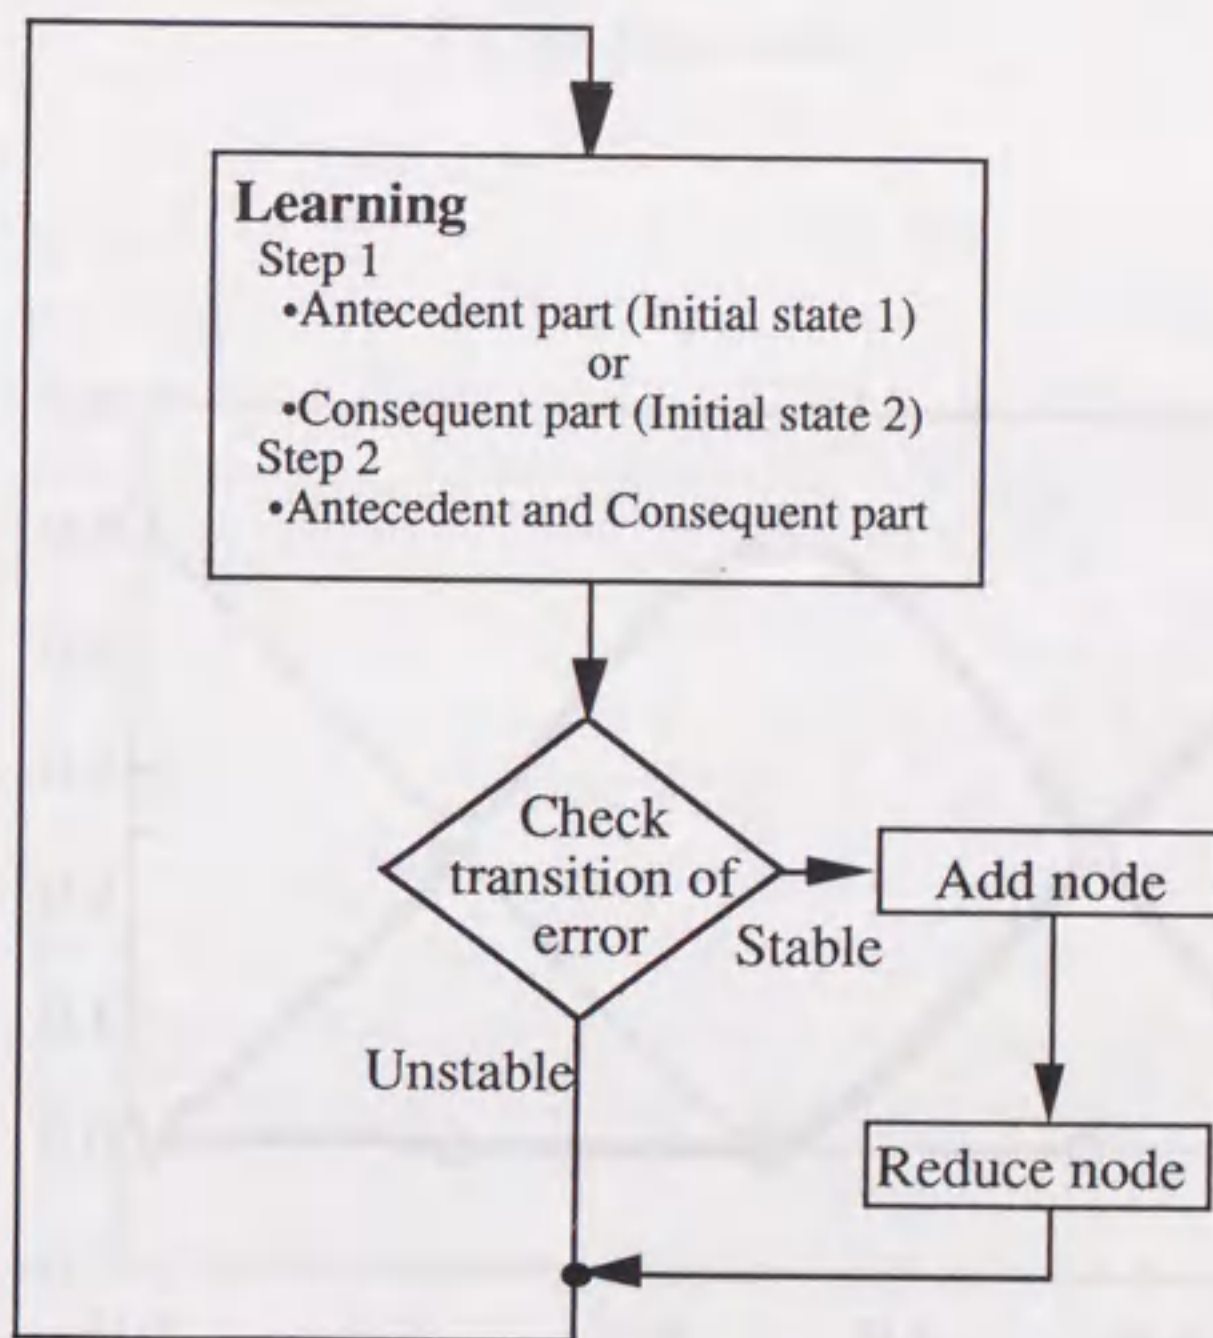 Learning
Step 1
•Antecedent part (Initial state 1)
or
•Consequent part (Initial state 2)
Step 2
•Antecedent and Consequent part
Check
transition of
error
Stable
Add node
Unstable
Reduce node